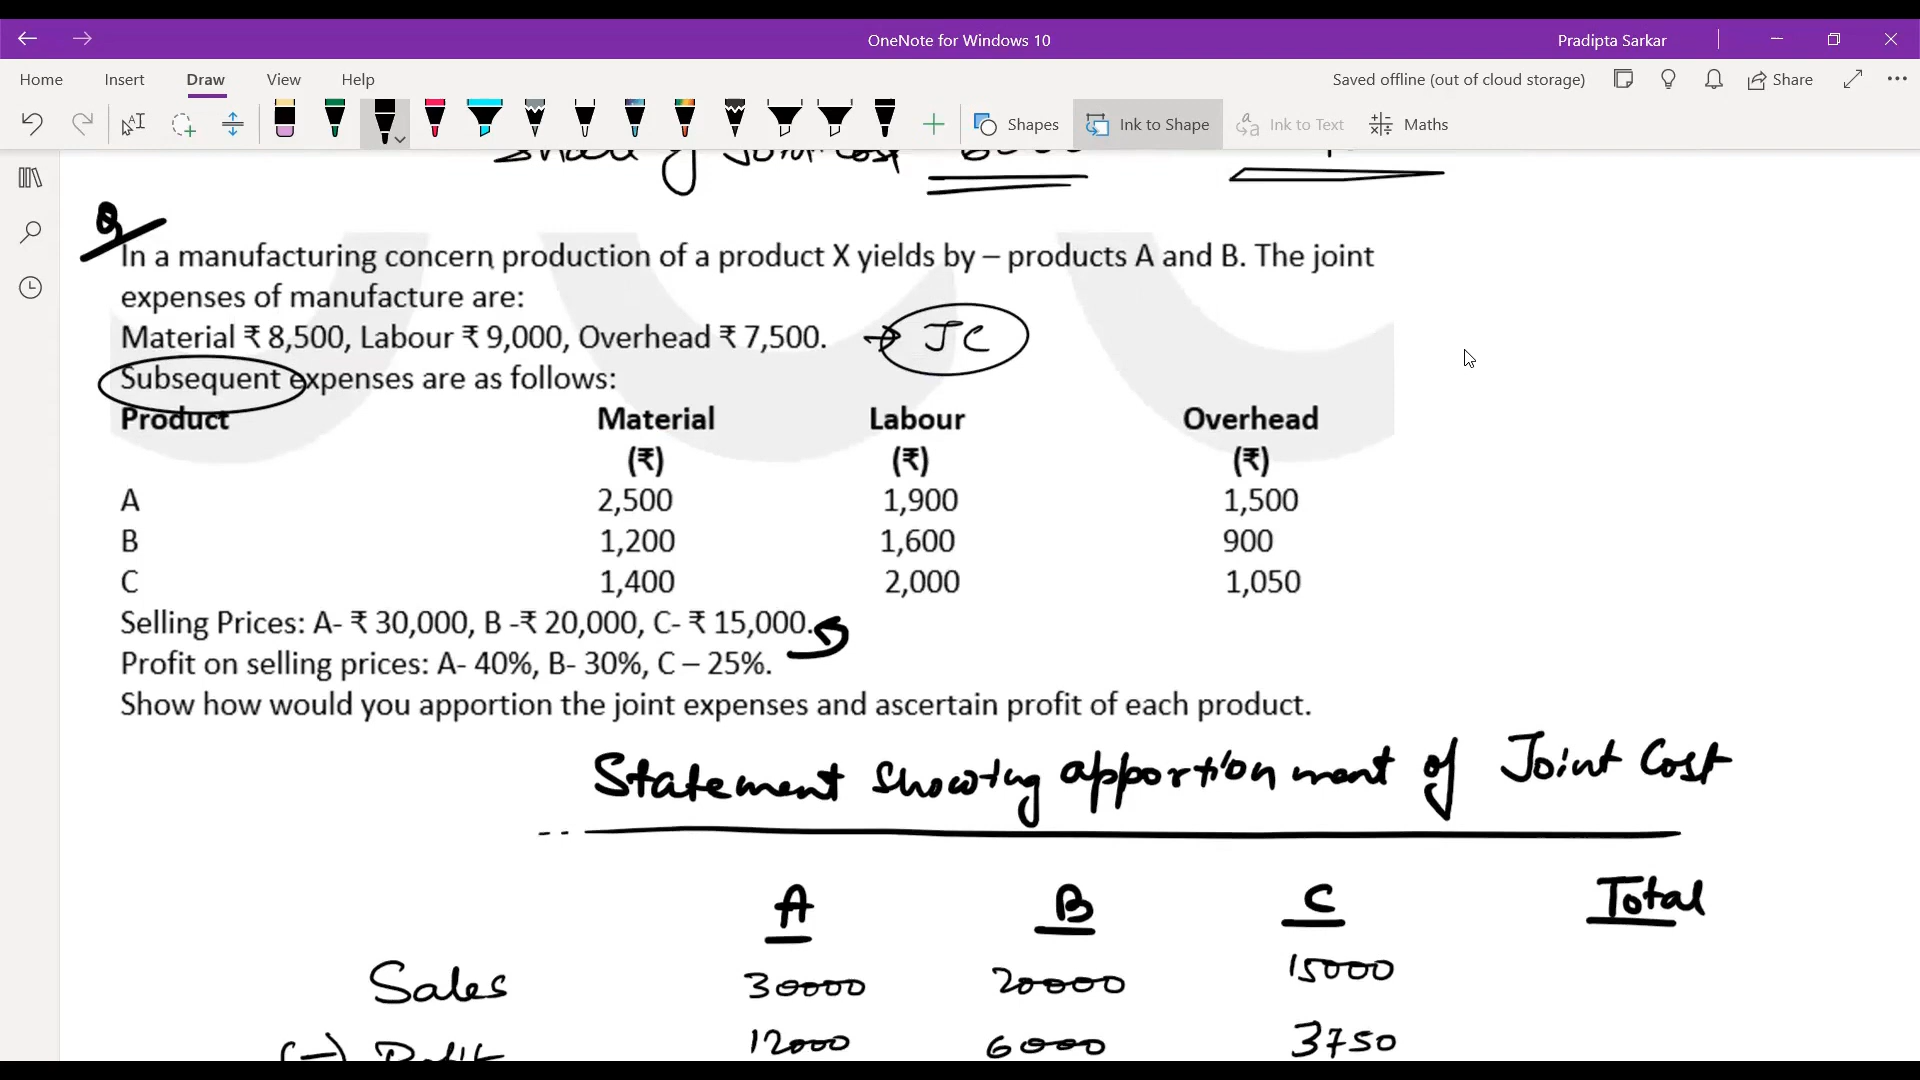 OneNote for Windows 10
Pradipta Sarkar
Home Insert Draw View Help
Saved offline (out of cloud storage) Share
Shapes Ink to Shape Ink to Text Maths
Share of Joint Cost
Q
In a manufacturing concern production of a product X yields by – products A and B. The joint
expenses of manufacture are:
Material ₹ 8,500, Labour ₹ 9,000, Overhead ₹ 7,500. → JC
Subsequent expenses are as follows:
Product Material Labour Overhead
(₹) (₹) (₹)
A 2,500 1,900 1,500
B 1,200 1,600 900
C 1,400 2,000 1,050
Selling Prices: A- ₹ 30,000, B -₹ 20,000, C- ₹ 15,000.
Profit on selling prices: A- 40%, B- 30%, C – 25%.
Show how would you apportion the joint expenses and ascertain profit of each product.
Statement showing apportionment of Joint Cost
A B C Total
Sales 30000 20000 15000
(-) Profit 12000 6000 3750